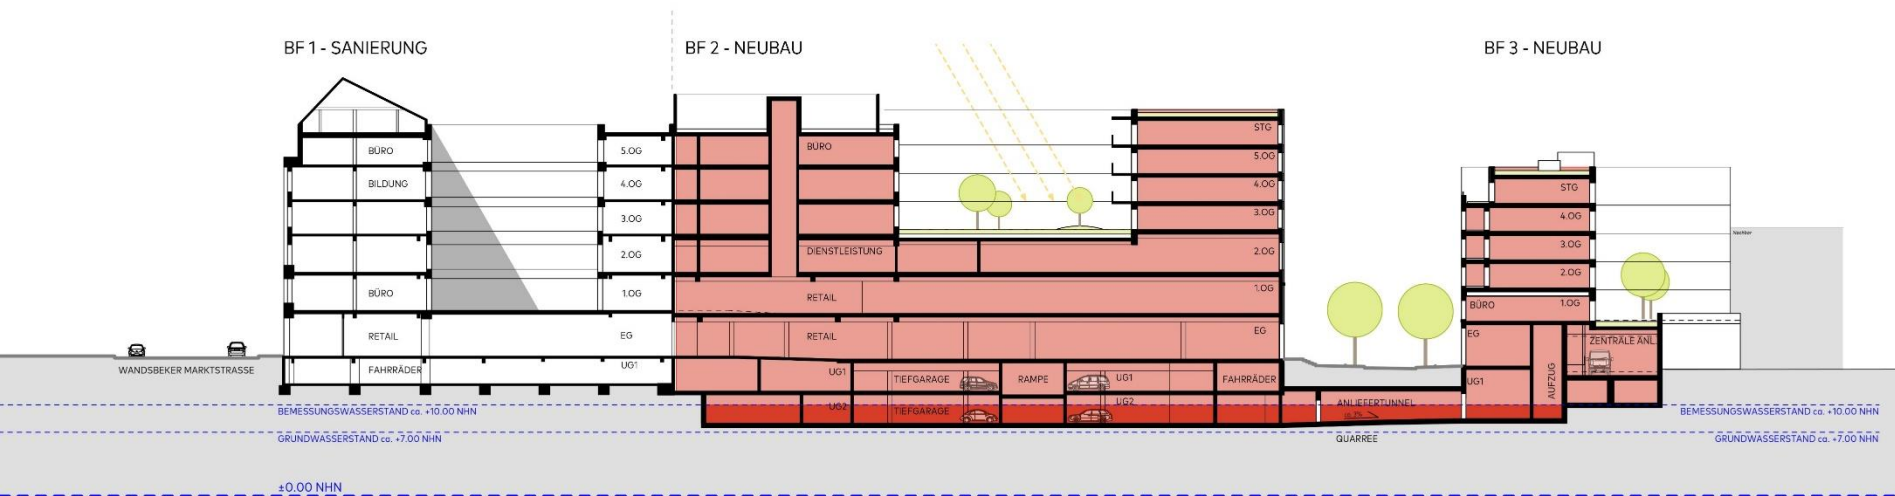 BF 1 - SANIERUNG
BF 2 - NEUBAU
BF 3 - NEUBAU
BÜRO
BILDUNG
BÜRO
RETAIL
FAHRRÄDER
5.OG
4.OG
3.OG
2.OG
1.OG
EG
UG1
BÜRO
DIENSTLEISTUNG
RETAIL
RETAIL
STG
5.OG
4.OG
3.OG
2.OG
1.OG
EG
UG1
TIEFGARAGE
RAMPE
UG1
FAHRRÄDER
UG2
TIEFGARAGE
UG2
ANLIEFERTUNNEL
ca. 3%
QUARREE
STG
4.OG
3.OG
2.OG
BÜRO
1.OG
EG
UG1
AUFZUG
ZENTRALE ANL.
Nachbar
WANDSBEKER MARKTSTRASSE
BEMESSUNGSWASSERSTAND ca. +10.00 NHN
GRUNDWASSERSTAND ca. +7.00 NHN
±0.00 NHN
BEMESSUNGSWASSERSTAND ca. +10.00 NHN
GRUNDWASSERSTAND ca. +7.00 NHN